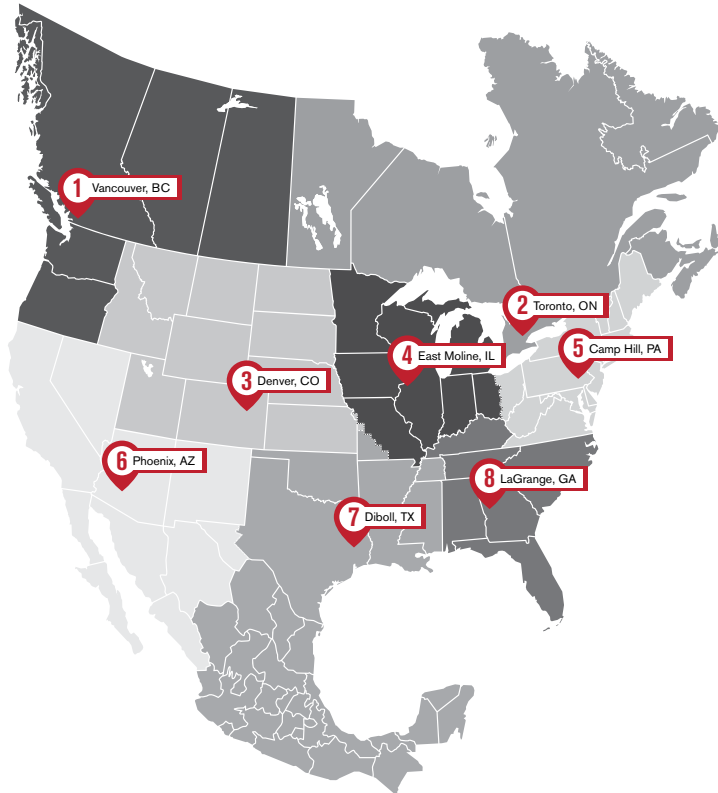 1 Vancouver, BC
2 Toronto, ON
5 Camp Hill, PA
4 East Moline, IL
3 Denver, CO
6 Phoenix, AZ
8 LaGrange, GA
7 Diboll, TX